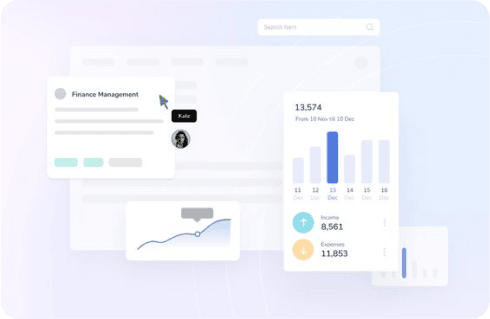 Search Item
Finance Management
Kate
13,574
From 10 Nov till 10 Dec
11 12 13 14 15 16
Dec Dec Dec Dec Dec Dec
Income
8,561
Expenses
11,853